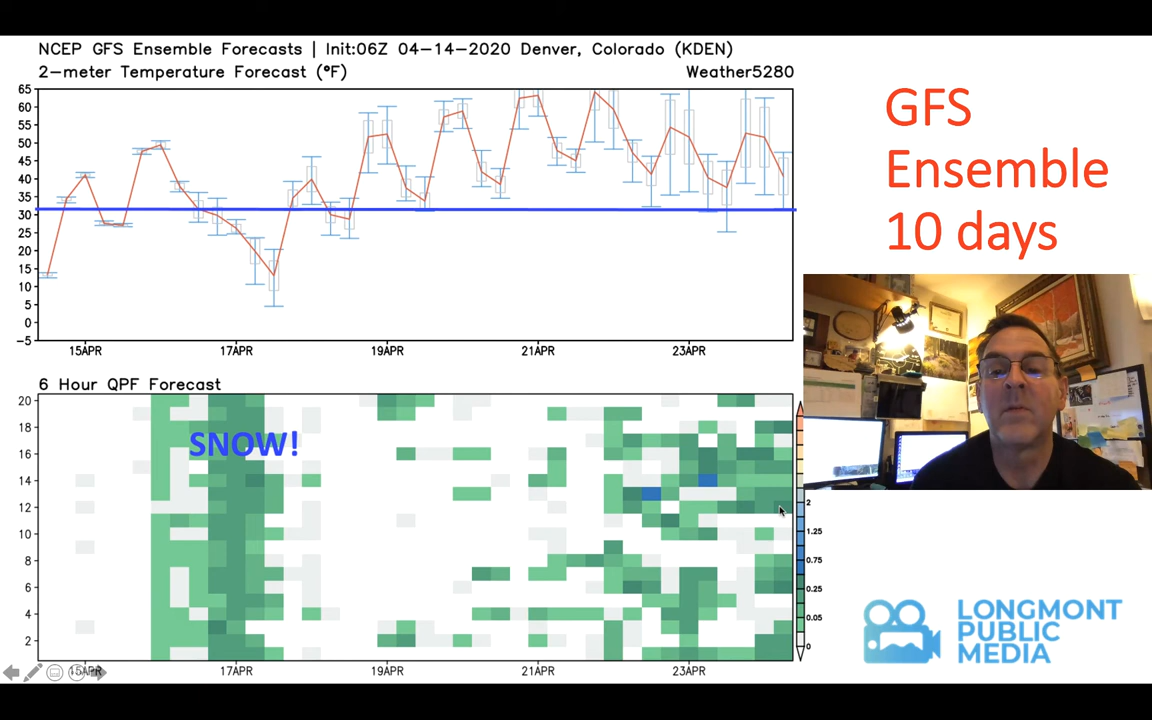 NCEP GFS Ensemble Forecasts | Init:06Z 04-14-2020 Denver, Colorado (KDEN)
2-meter Temperature Forecast (°F)
Weather5280
65
60
55
50
45
40
35
30
25
20
15
10
5
0
-5
15APR
17APR
19APR
21APR
23APR
6 Hour QPF Forecast
20
18
16
14
12
10
8
6
4
2
SNOW!
2
1.25
0.75
0.25
0.05
0
15APR
17APR
19APR
21APR
23APR
GFS
Ensemble
10 days
LONGMONT
PUBLIC
MEDIA